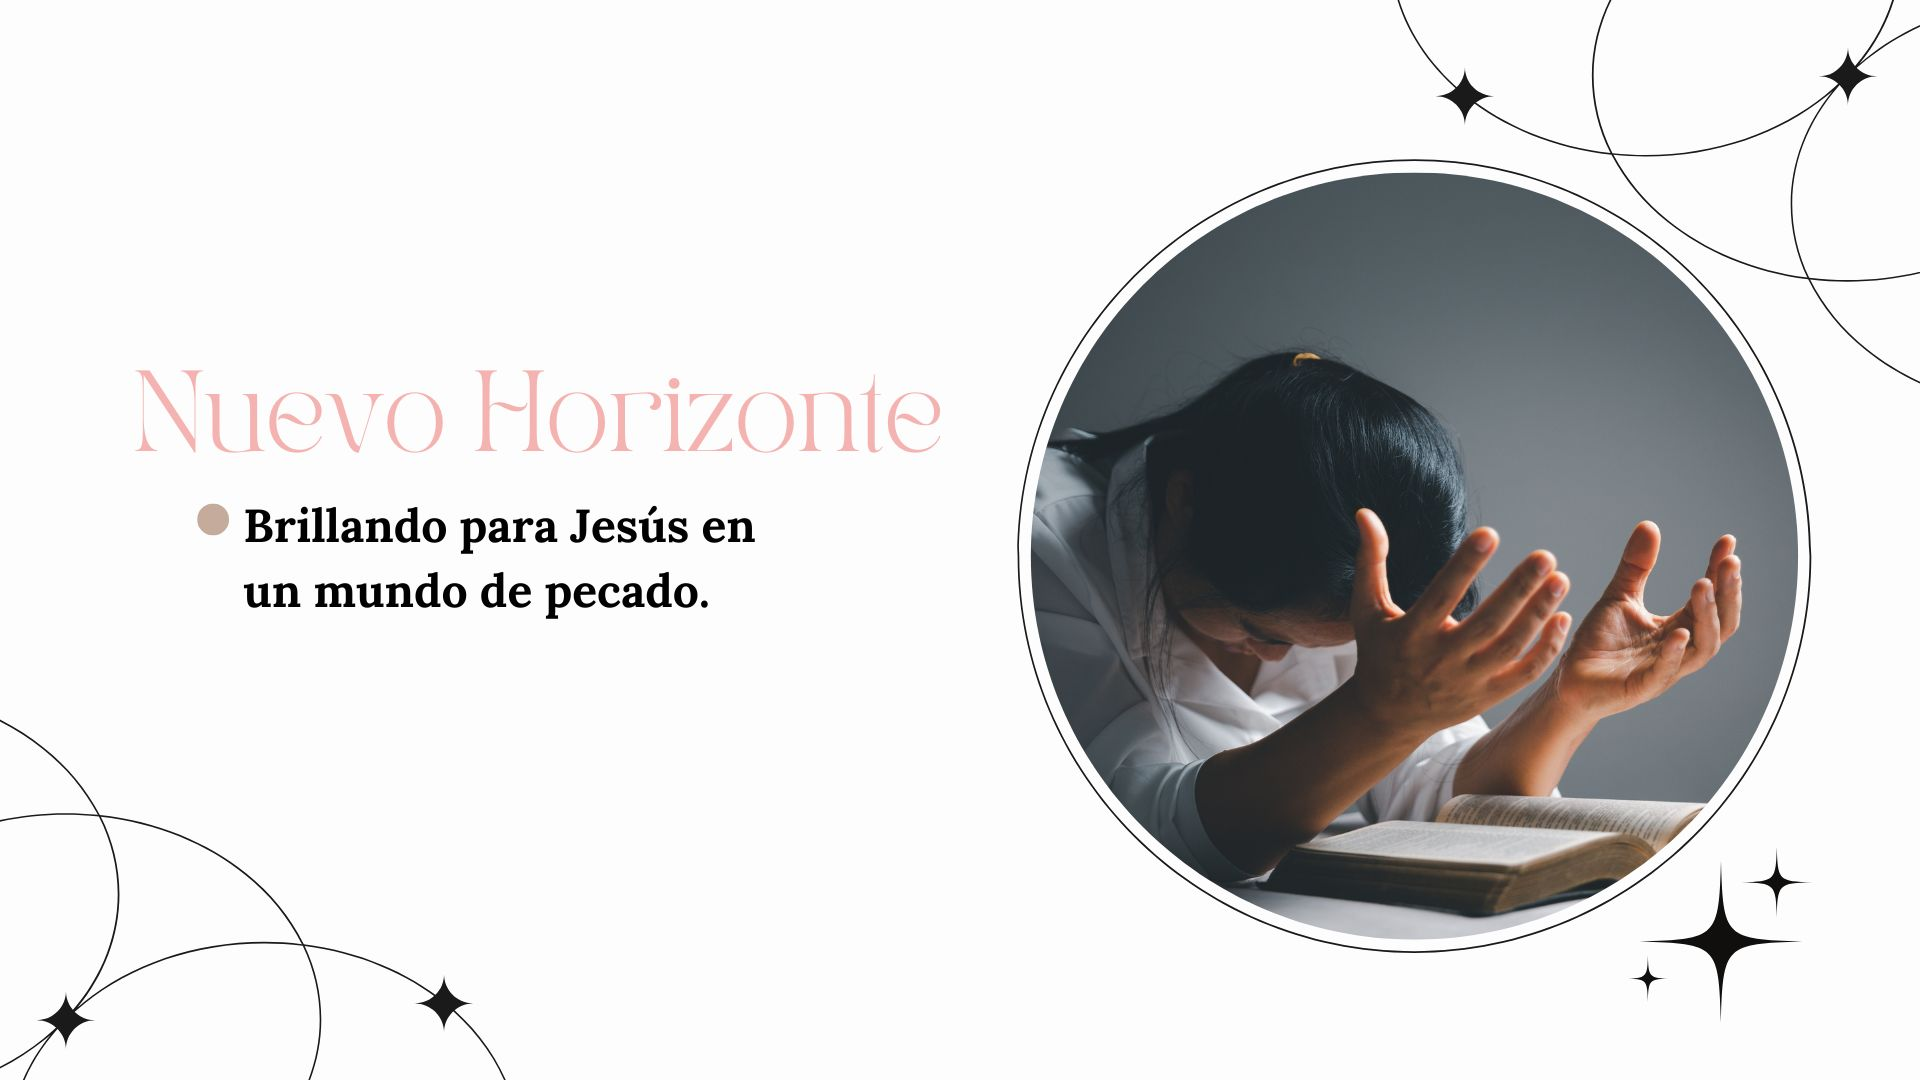 Nuevo Horizonte
Brillando para Jesús en
un mundo de pecado.